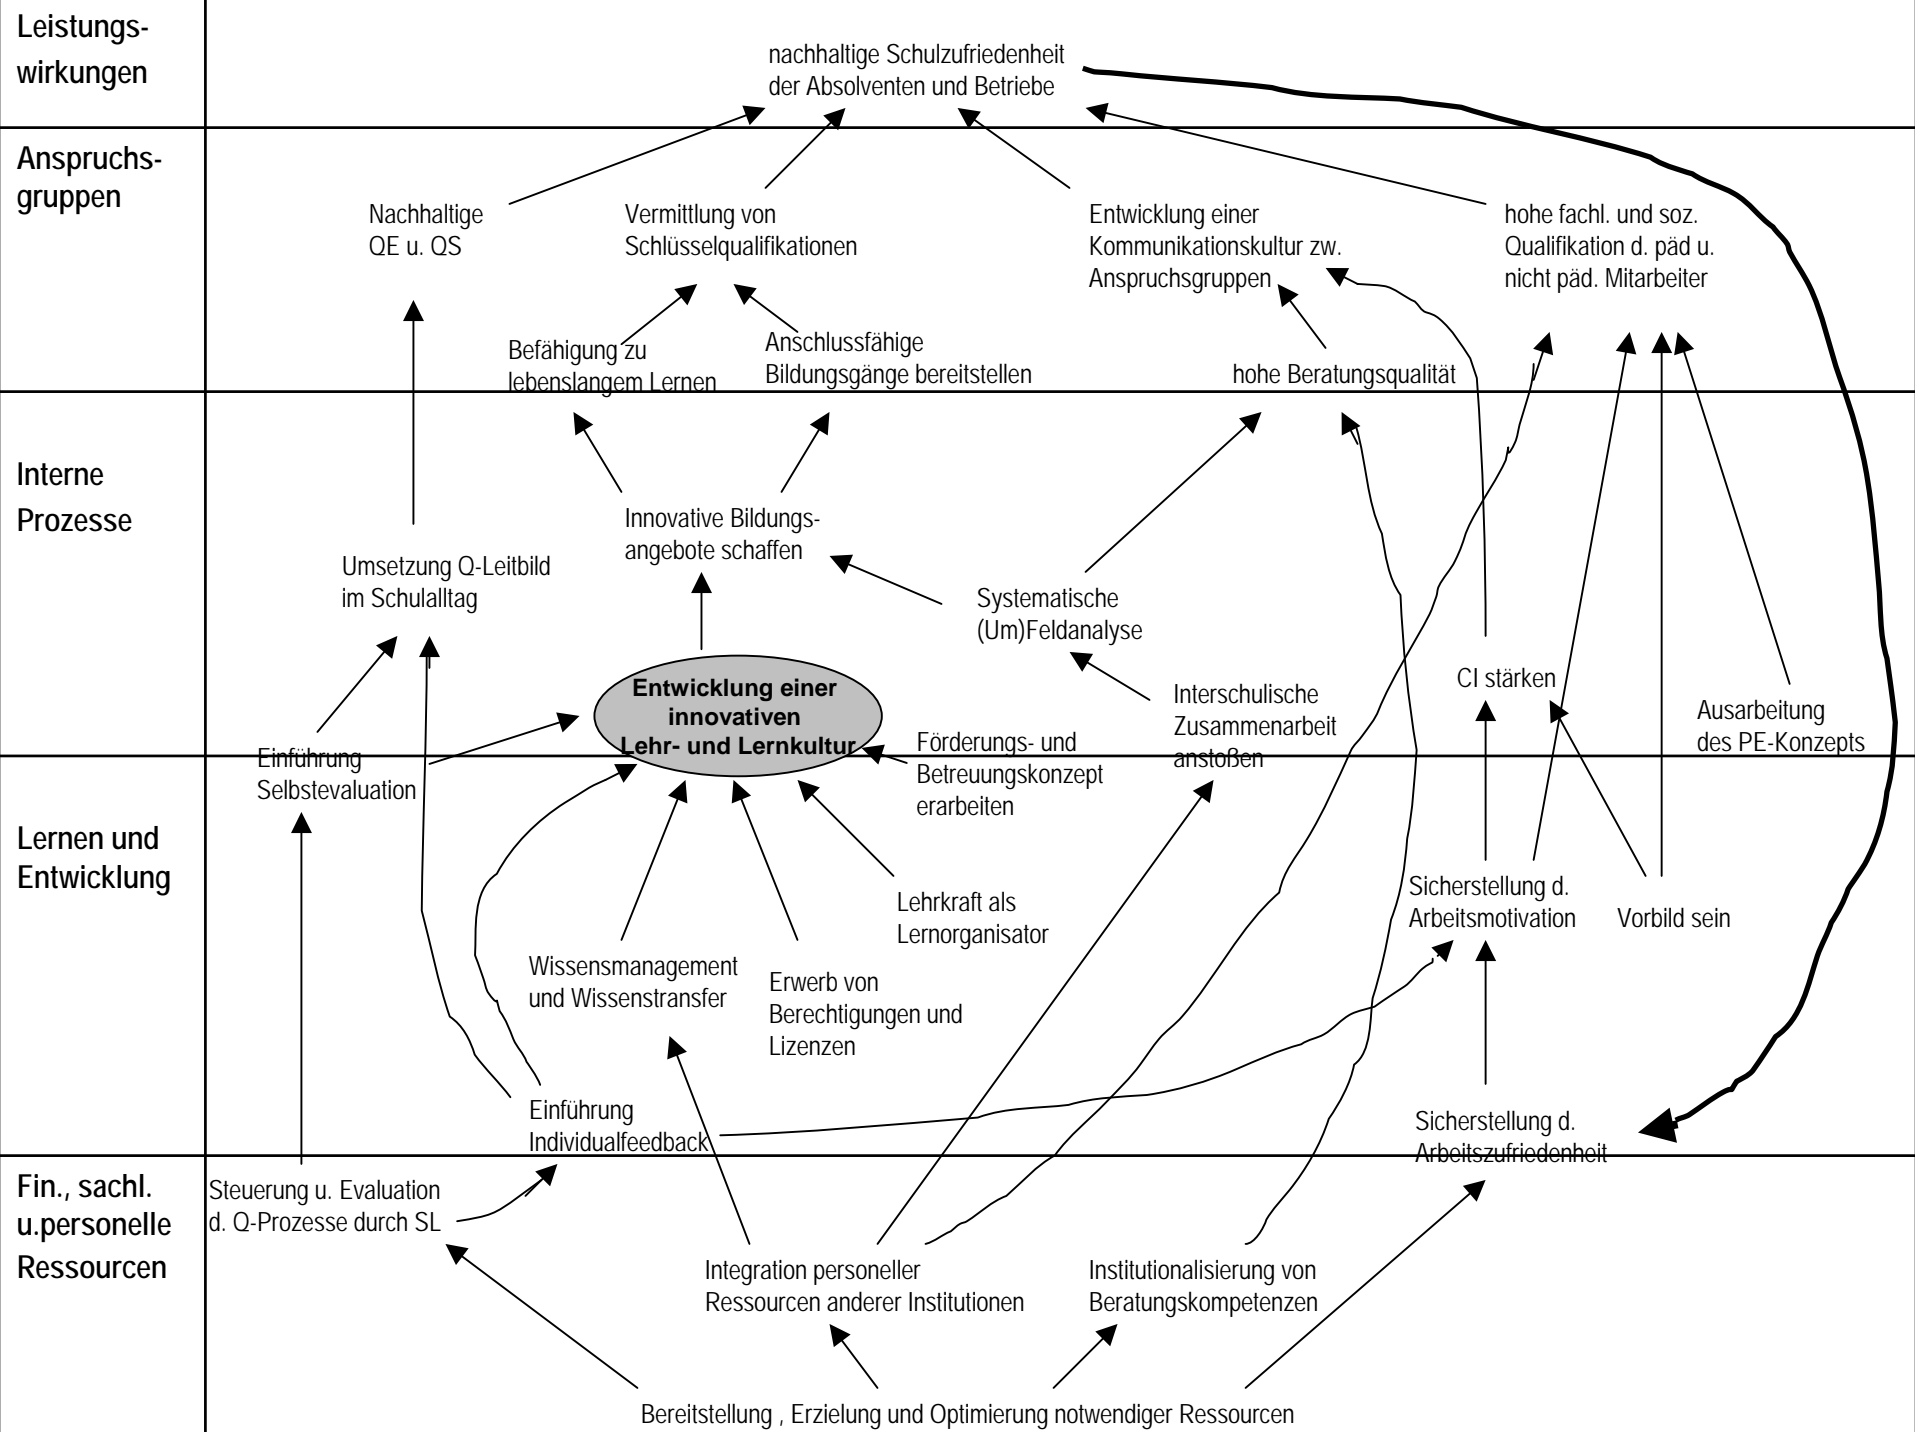 Leistungs-
wirkungen
nachhaltige Schulzufriedenheit
der Absolventen und Betriebe
Anspruchs-
gruppen
Nachhaltige
QE u. QS
Vermittlung von
Schlüsselqualifikationen
Entwicklung einer
Kommunikationskultur zw.
Anspruchsgruppen
hohe fachl. und soz.
Qualifikation d. päd u.
nicht päd. Mitarbeiter
Befähigung zu
lebenslangem Lernen
Anschlussfähige
Bildungsgänge bereitstellen
hohe Beratungsqualität
Interne
Prozesse
Innovative Bildungs-
angebote schaffen
Umsetzung Q-Leitbild
im Schulalltag
Systematische
(Um)Feldanalyse
Entwicklung einer
innovativen
Lehr- und Lernkultur
Interschulische
Zusammenarbeit
anstoßen
CI stärken
Ausarbeitung
des PE-Konzepts
Einführung
Selbstevaluation
Förderungs- und
Betreuungskonzept
erarbeiten
Lernen und
Entwicklung
Lehrkraft als
Lernorganisator
Sicherstellung d.
Arbeitsmotivation
Vorbild sein
Wissensmanagement
und Wissenstransfer
Erwerb von
Berechtigungen und
Lizenzen
Einführung
Individualfeedback
Sicherstellung d.
Arbeitszufriedenheit
Fin., sachl.
u.personelle
Ressourcen
Steuerung u. Evaluation
d. Q-Prozesse durch SL
Integration personeller
Ressourcen anderer Institutionen
Institutionalisierung von
Beratungskompetenzen
Bereitstellung , Erzielung und Optimierung notwendiger Ressourcen